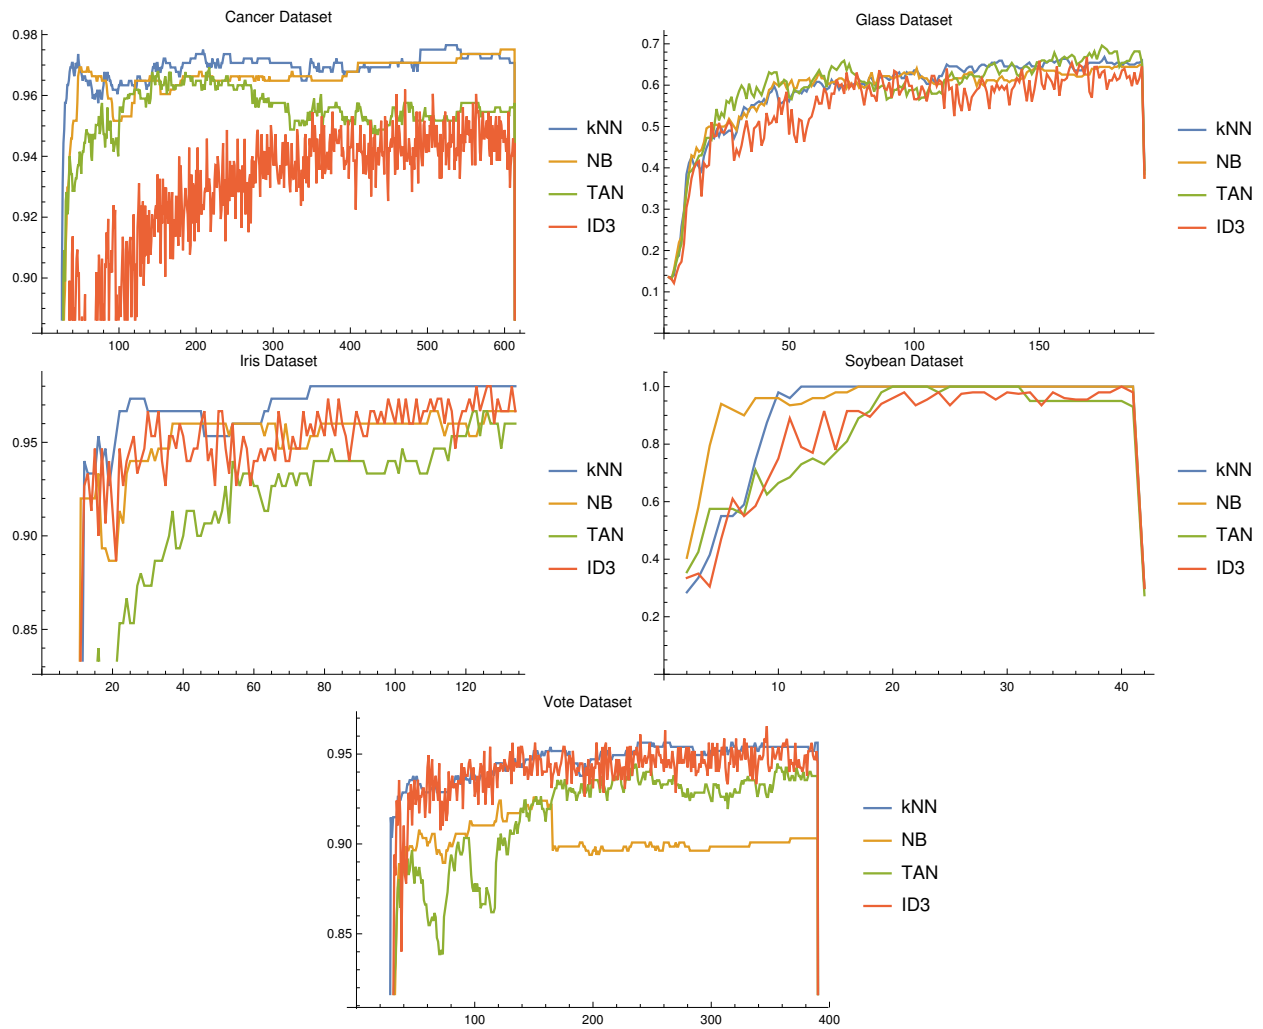 Cancer Dataset
0.98
0.96
0.94
0.92
0.90
100 200 300 400 500 600
kNN
NB
TAN
ID3
Glass Dataset
0.7
0.6
0.5
0.4
0.3
0.2
0.1
50 100 150
kNN
NB
TAN
ID3
Iris Dataset
0.95
0.90
0.85
20 40 60 80 100 120
kNN
NB
TAN
ID3
Soybean Dataset
1.0
0.8
0.6
0.4
0.2
10 20 30 40
kNN
NB
TAN
ID3
Vote Dataset
0.95
0.90
0.85
100 200 300 400
kNN
NB
TAN
ID3